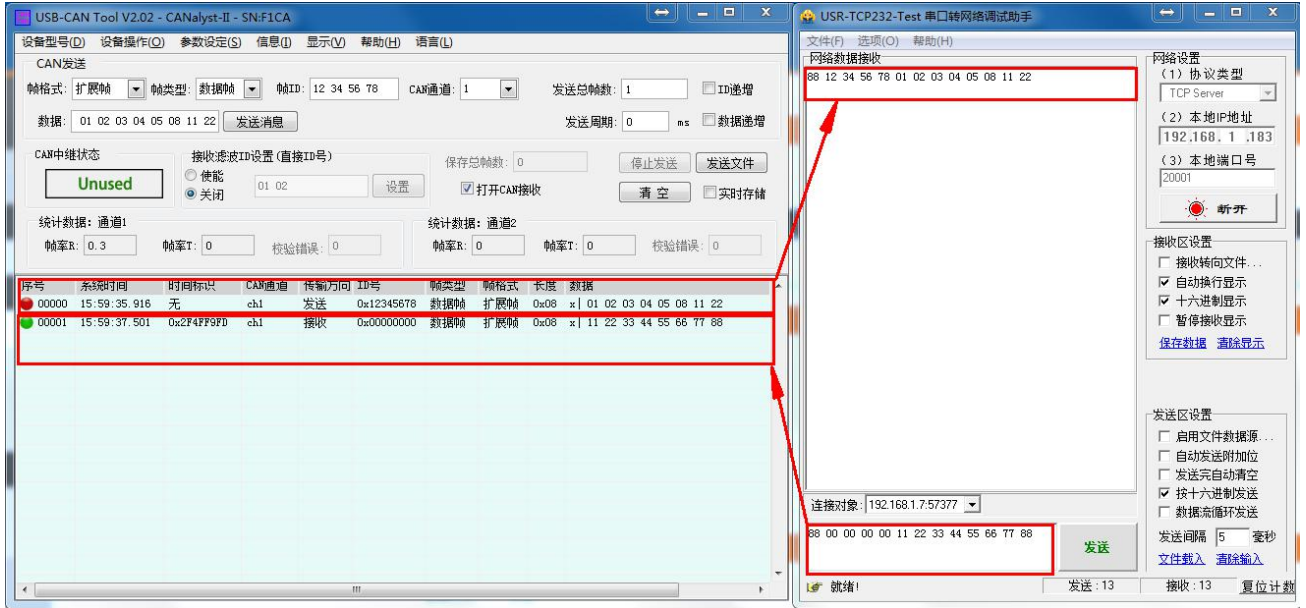 USB-CAN Tool V2.02 - CANalyst-II - SN:F1CA
设备型号(D) 设备操作(O) 参数设定(S) 信息(I) 显示(V) 帮助(H) 语言(L)
CAN发送
帧格式: 扩展帧 帧类型: 数据帧 帧ID: 12 34 56 78 CAN通道: 1 发送总帧数: 1 ID递增
数据: 01 02 03 04 05 08 11 22 发送消息 发送周期: 0 ms 数据递增
CAN中继状态 接收滤波ID设置(直接ID号) 保存总帧数: 0 停止发送 发送文件
Unused 使能 关闭 01 02 设置 打开CAN接收 清 空 实时存储
统计数据: 通道1 统计数据: 通道2
帧率R: 0.3 帧率T: 0 校验错误: 0 帧率R: 0 帧率T: 0 校验错误: 0
序号 系统时间 时间标识 CAN通道 传输方向 ID号 帧类型 帧格式 长度 数据
00000 15:59:35.916 无 ch1 发送 0x12345678 数据帧 扩展帧 0x08 x| 01 02 03 04 05 08 11 22
00001 15:59:37.501 0x2F4FF9FD ch1 接收 0x00000000 数据帧 扩展帧 0x08 x| 11 22 33 44 55 66 77 88
USR-TCP232-Test 串口转网络调试助手
文件(F) 选项(O) 帮助(H)
网络数据接收
88 12 34 56 78 01 02 03 04 05 08 11 22
连接对象: 192.168.1.7:57377
88 00 00 00 00 11 22 33 44 55 66 77 88
发送
就绪! 发送:13 接收:13 复位计数
网络设置
(1) 协议类型
TCP Server
(2) 本地IP地址
192.168. 1 .183
(3) 本地端口号
20001
断开
接收区设置
接收转向文件...
自动换行显示
十六进制显示
暂停接收显示
保存数据 清除显示
发送区设置
启用文件数据源...
自动发送附加位
发送完自动清空
按十六进制发送
数据流循环发送
发送间隔 5 毫秒
文件载入 清除输入